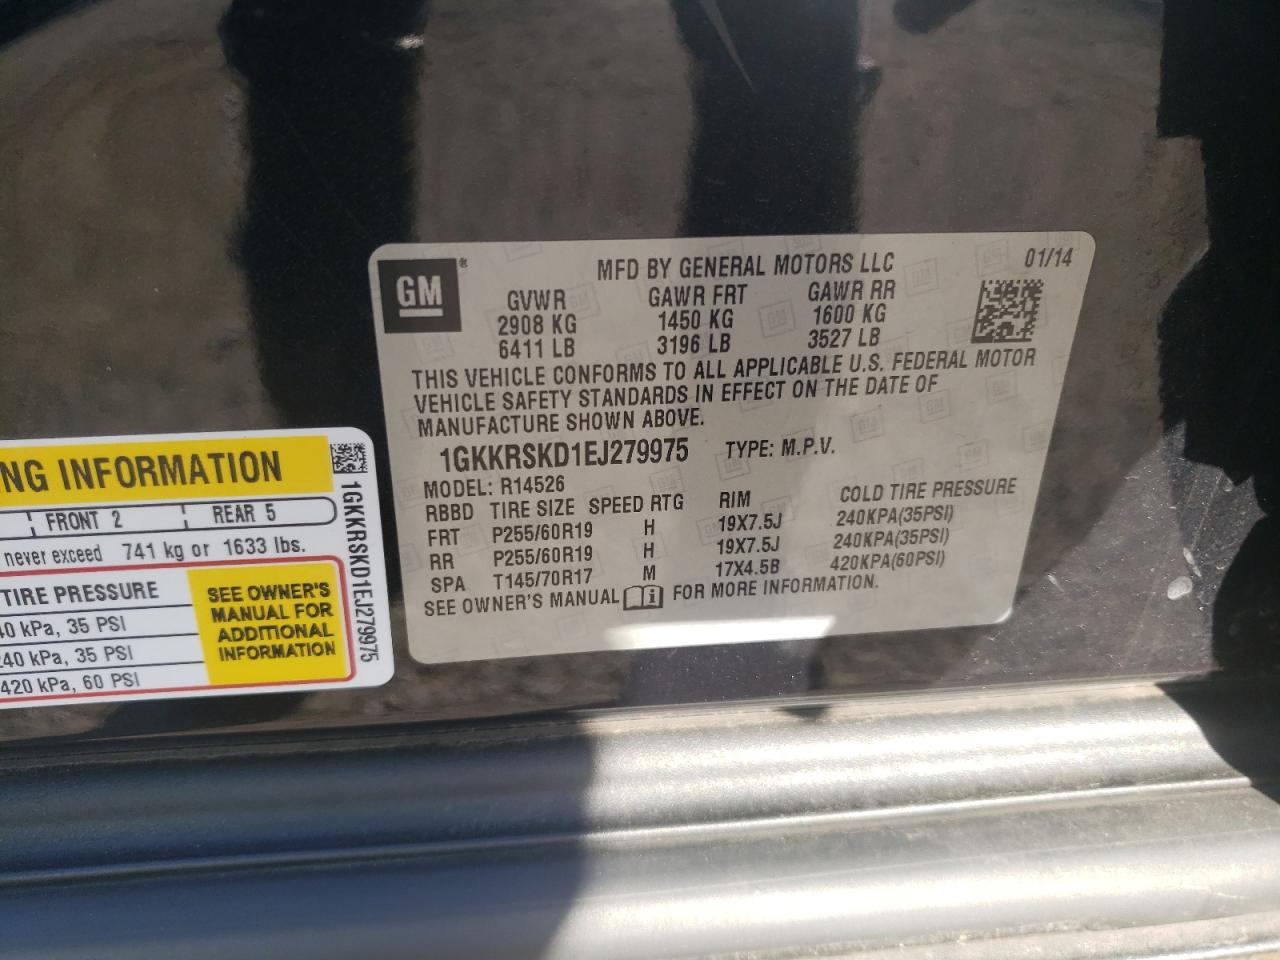 GM®
MFD BY GENERAL MOTORS LLC 01/14
GVWR GAWR FRT GAWR RR
2908 KG 1450 KG 1600 KG
6411 LB 3196 LB 3527 LB
THIS VEHICLE CONFORMS TO ALL APPLICABLE U.S. FEDERAL MOTOR
VEHICLE SAFETY STANDARDS IN EFFECT ON THE DATE OF
MANUFACTURE SHOWN ABOVE.
1GKKRSKD1EJ279975 TYPE: M.P.V.
MODEL: R14526
RBBD TIRE SIZE SPEED RTG RIM COLD TIRE PRESSURE
FRT P255/60R19 H 19X7.5J 240KPA(35PSI)
RR P255/60R19 H 19X7.5J 240KPA(35PSI)
SPA T145/70R17 M 17X4.5B 420KPA(60PSI)
SEE OWNER'S MANUAL FOR MORE INFORMATION.
NG INFORMATION
FRONT 2 REAR 5
never exceed 741 kg or 1633 lbs.
TIRE PRESSURE
40 kPa, 35 PSI
240 kPa, 35 PSI
420 kPa, 60 PSI
SEE OWNER'S
MANUAL FOR
ADDITIONAL
INFORMATION
1GKKRSKD1EJ279975